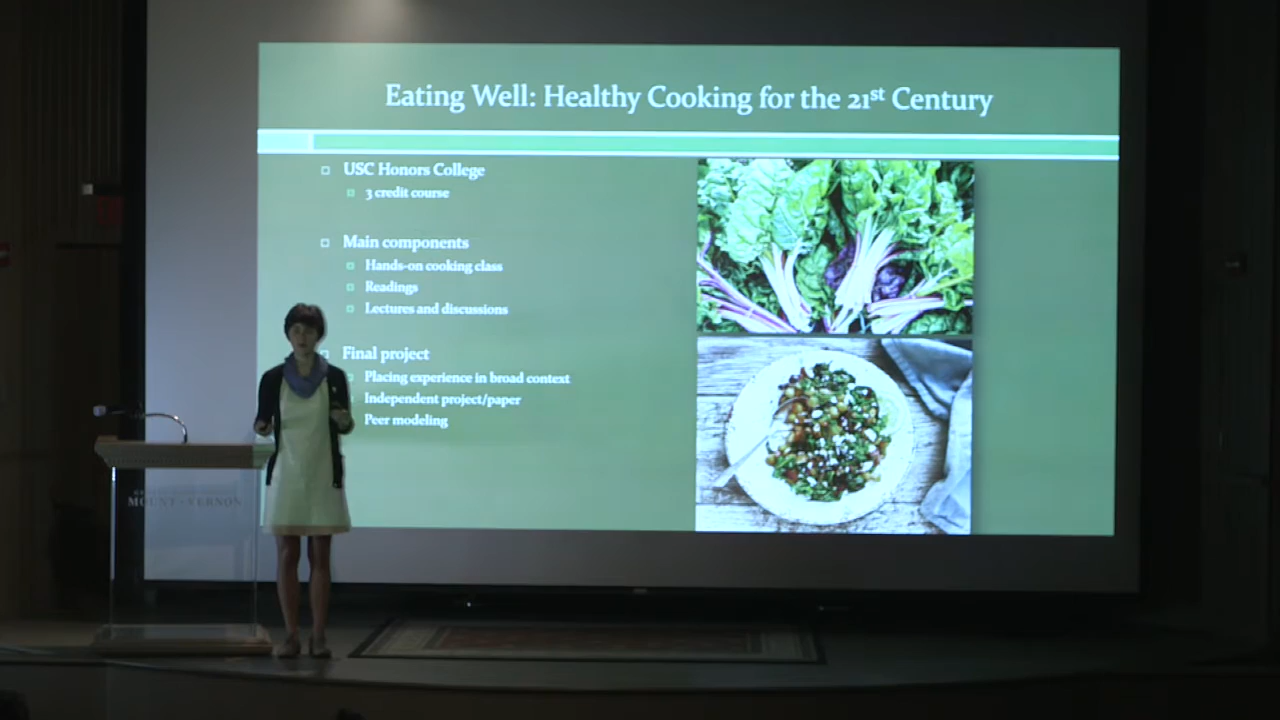 Eating Well: Healthy Cooking for the 21st Century
USC Honors College
3 credit course
Main components
Hands-on cooking class
Readings
Lectures and discussions
Final project
Placing experience in broad context
Independent project/paper
Peer modeling
MOUNT VERNON